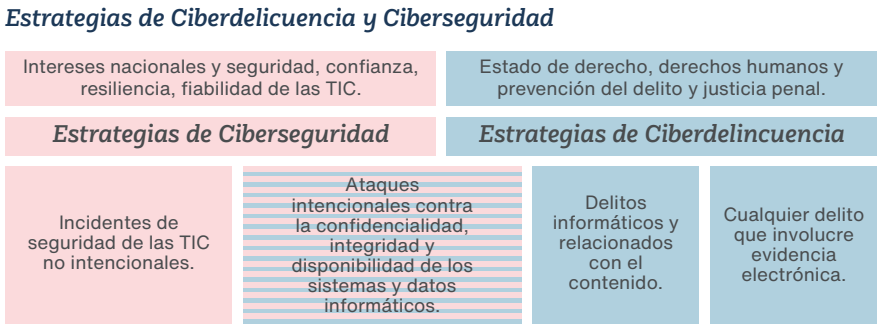 Estrategias de Ciberdelicuencia y Ciberseguridad
Intereses nacionales y seguridad, confianza,
resiliencia, fiabilidad de las TIC.
Estado de derecho, derechos humanos y
prevención del delito y justicia penal.
Estrategias de Ciberseguridad
Estrategias de Ciberdelincuencia
Incidentes de
seguridad de las TIC
no intencionales.
Ataques
intencionales contra
la confidencialidad,
integridad y
disponibilidad de los
sistemas y datos
informáticos.
Delitos
informáticos y
relacionados
con el
contenido.
Cualquier delito
que involucre
evidencia
electrónica.